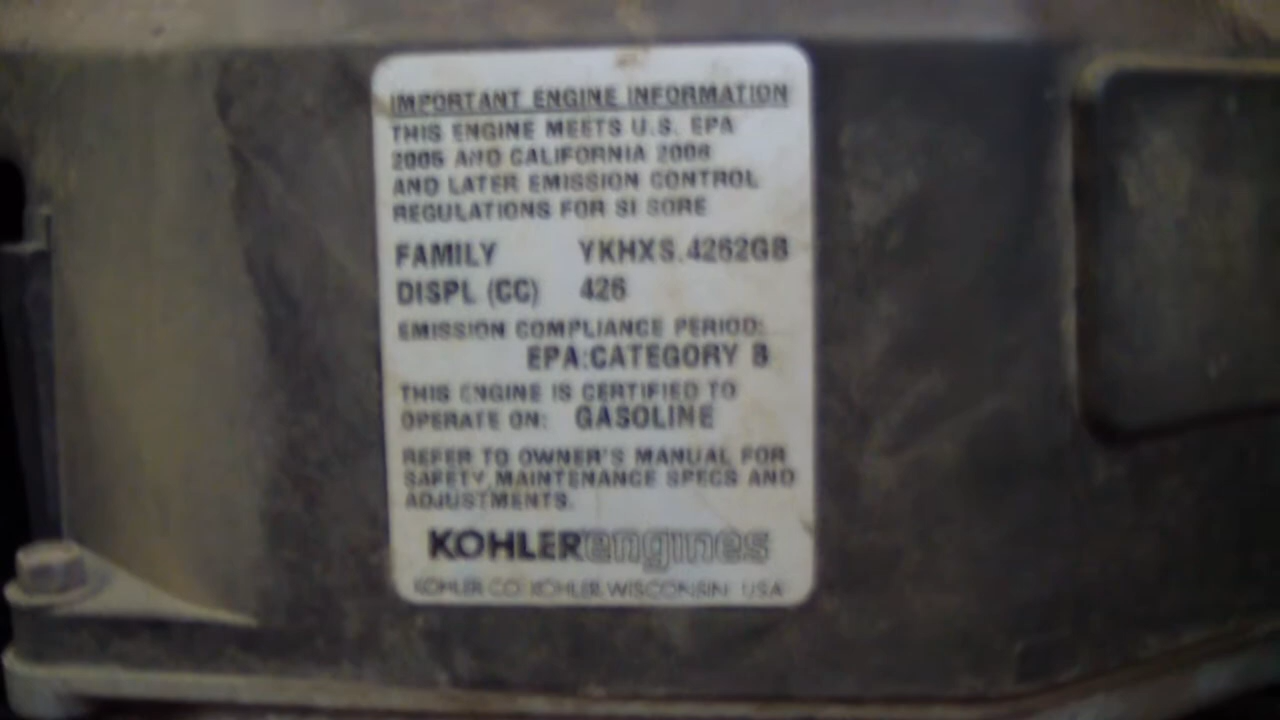 IMPORTANT ENGINE INFORMATION
THIS ENGINE MEETS U.S. EPA
2005 AND CALIFORNIA 2006
AND LATER EMISSION CONTROL
REGULATIONS FOR SI SORE
FAMILY YKHXS.4262GB
DISPL (CC) 426
EMISSION COMPLIANCE PERIOD:
EPA:CATEGORY B
THIS ENGINE IS CERTIFIED TO
OPERATE ON: GASOLINE
REFER TO OWNER'S MANUAL FOR
SAFETY, MAINTENANCE SPECS AND
ADJUSTMENTS.
KOHLERengines
KOHLER CO. KOHLER, WISCONSIN USA